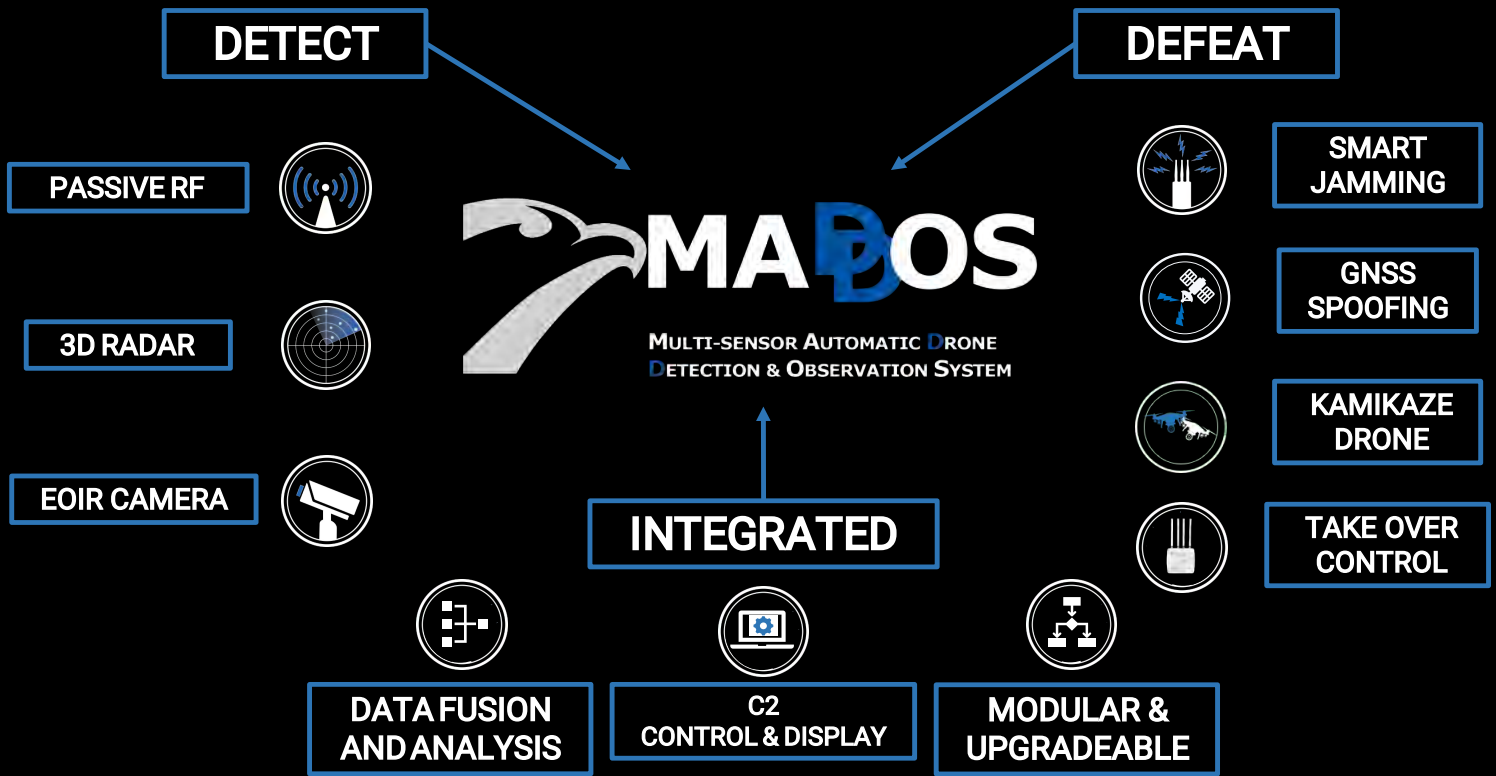 DETECT
DEFEAT
PASSIVE RF
3D RADAR
EOIR CAMERA
MADDOS
MULTI-SENSOR AUTOMATIC DRONE
DETECTION & OBSERVATION SYSTEM
SMART
JAMMING
GNSS
SPOOFING
KAMIKAZE
DRONE
TAKE OVER
CONTROL
INTEGRATED
DATA FUSION
AND ANALYSIS
C2
CONTROL & DISPLAY
MODULAR &
UPGRADEABLE